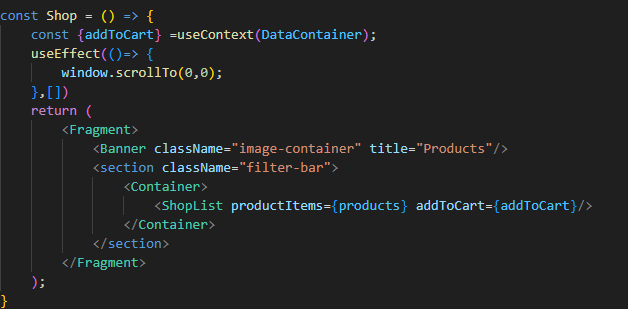 const Shop = () => {
    const {addToCart} =useContext(DataContainer);
    useEffect(()=> {
        window.scrollTo(0,0);
    },[])
    return (
        <Fragment>
            <Banner className="image-container" title="Products"/>
            <section className="filter-bar">
                <Container>
                    <ShopList productItems={products} addToCart={addToCart}/>
                </Container>
            </section>
        </Fragment>
    );
}